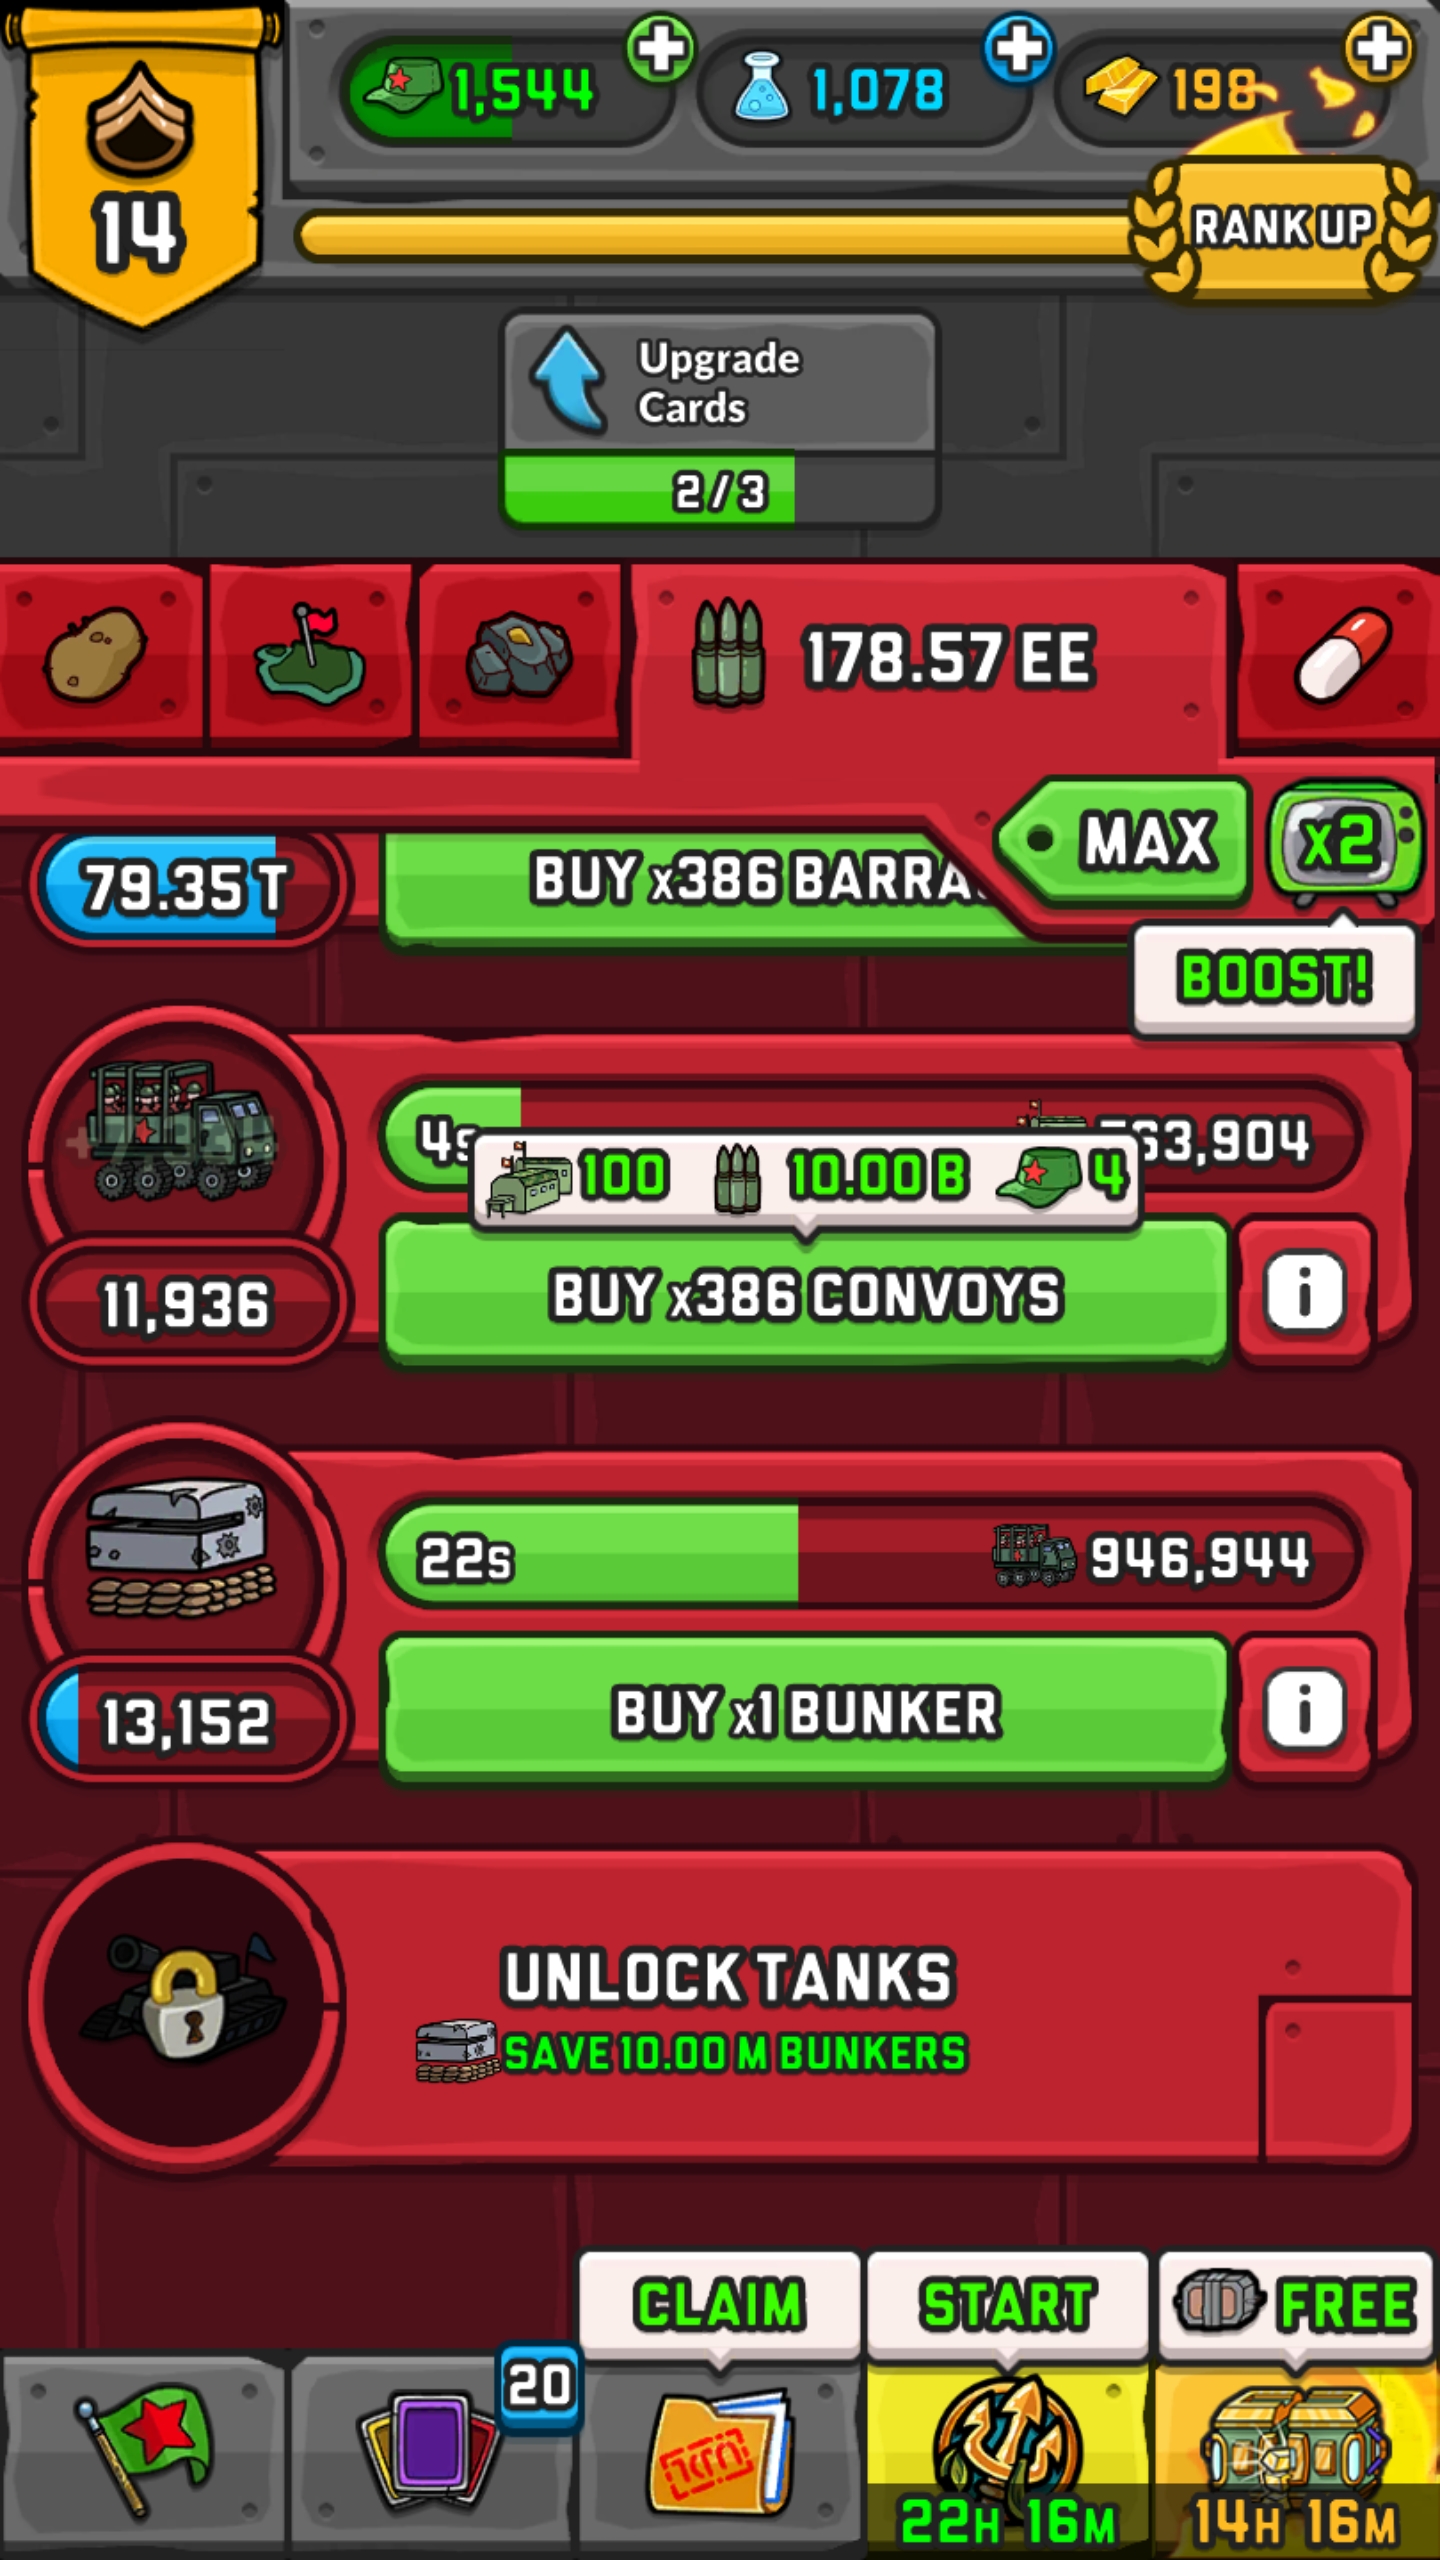 14
1,544
1,078
198
RANK UP
Upgrade
Cards
2/3
178.57 EE
MAX
x2
BOOST!
79.35 T
BUY x386
4s
100
10.00 B
4
11,936
BUY x386 CONVOYS
i
22s
946,944
13,152
BUY x1 BUNKER
i
UNLOCK TANKS
SAVE 10.00 M BUNKERS
CLAIM
START
FREE
20
22H 16M
14H 16M